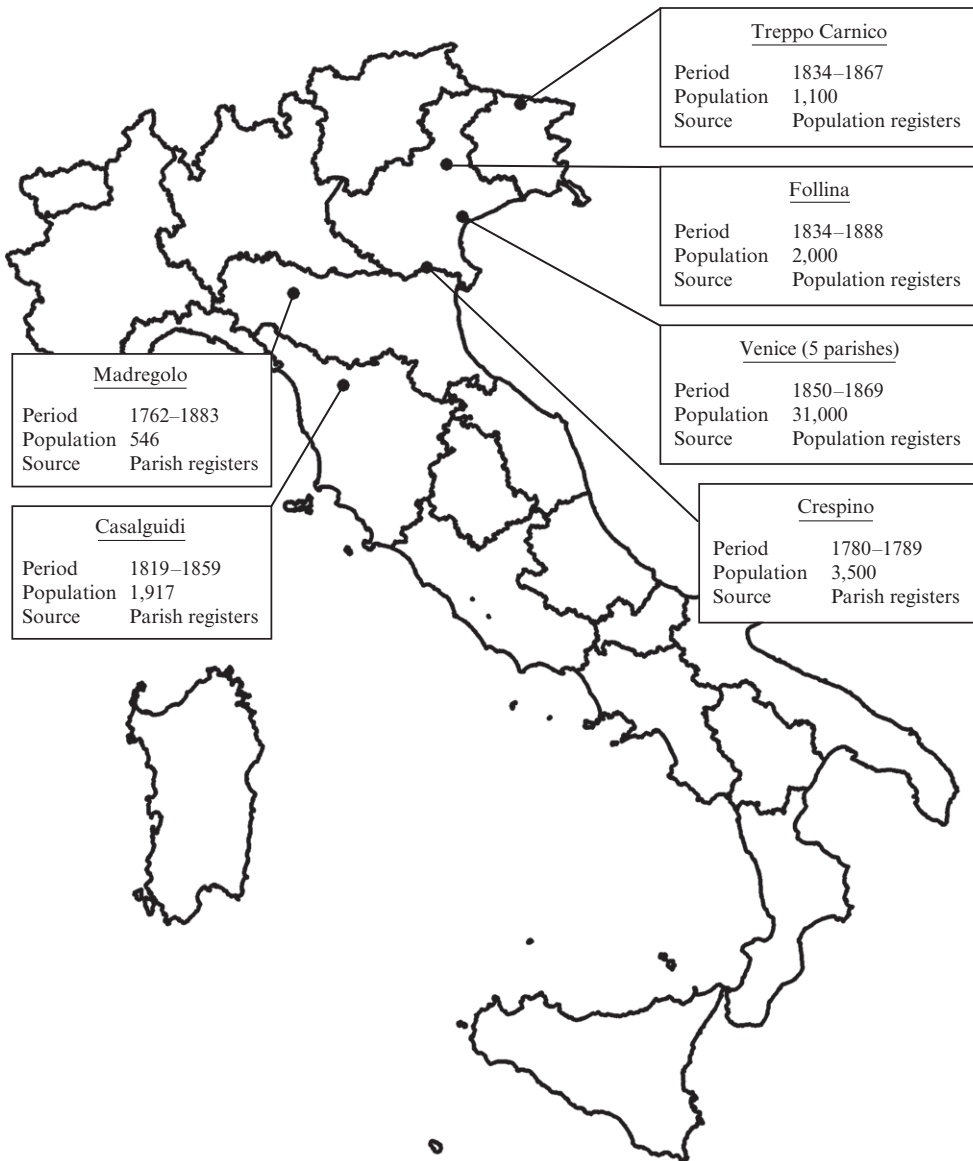 Treppo Carnico
Period 1834–1867
Population 1,100
Source Population registers
Follina
Period 1834–1888
Population 2,000
Source Population registers
Venice (5 parishes)
Period 1850–1869
Population 31,000
Source Population registers
Madregolo
Period 1762–1883
Population 546
Source Parish registers
Crespino
Period 1780–1789
Population 3,500
Source Parish registers
Casalguidi
Period 1819–1859
Population 1,917
Source Parish registers